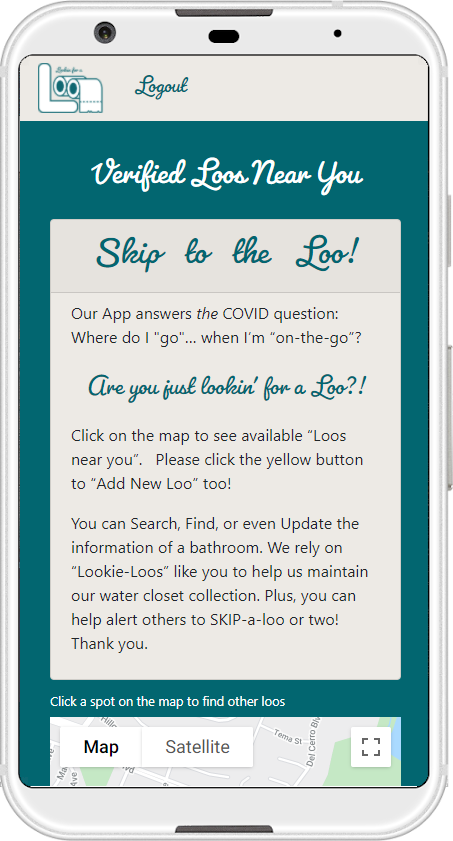 Lookin for a
Loo
Logout
Verified Loos Near You
Skip to the Loo!
Our App answers the COVID question:
Where do I "go"... when I’m “on-the-go”?
Are you just lookin’ for a Loo?!
Click on the map to see available “Loos
near you”. Please click the yellow button
to “Add New Loo” too!
You can Search, Find, or even Update the
information of a bathroom. We rely on
“Lookie-Loos” like you to help us maintain
our water closet collection. Plus, you can
help alert others to SKIP-a-loo or two!
Thank you.
Click a spot on the map to find other loos
Map
Satellite
Tema St
Del Cerro Blvd